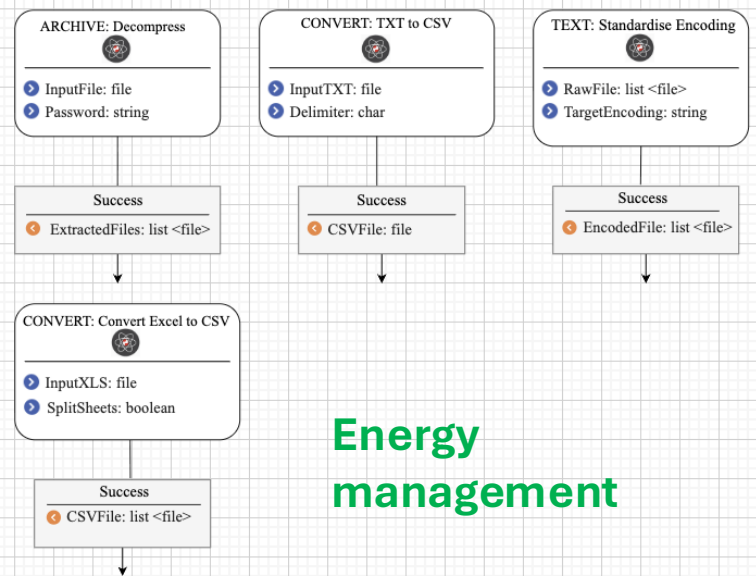 ARCHIVE: Decompress
InputFile: file
Password: string
Success
ExtractedFiles: list <file>
CONVERT: TXT to CSV
InputTXT: file
Delimiter: char
Success
CSVFile: file
TEXT: Standardise Encoding
RawFile: list <file>
TargetEncoding: string
Success
EncodedFile: list <file>
CONVERT: Convert Excel to CSV
InputXLS: file
SplitSheets: boolean
Success
CSVFile: list <file>
Energy
management